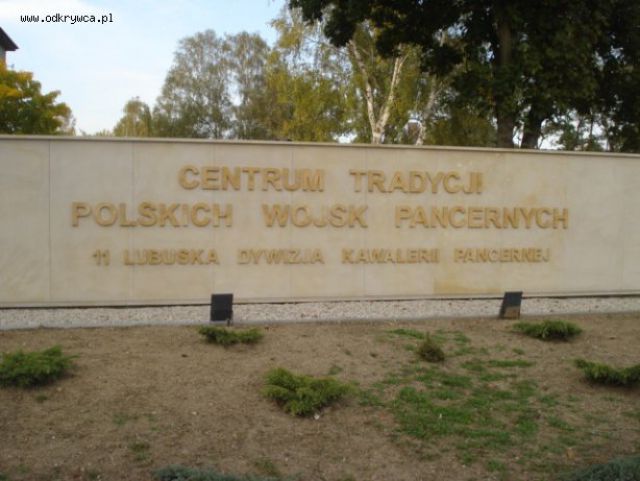 www.odkrywca.pl
CENTRUM TRADYCJI
POLSKICH WOJSK PANCERNYCH
11 LUBUSKA DYWIZJA KAWALERII PANCERNEJ